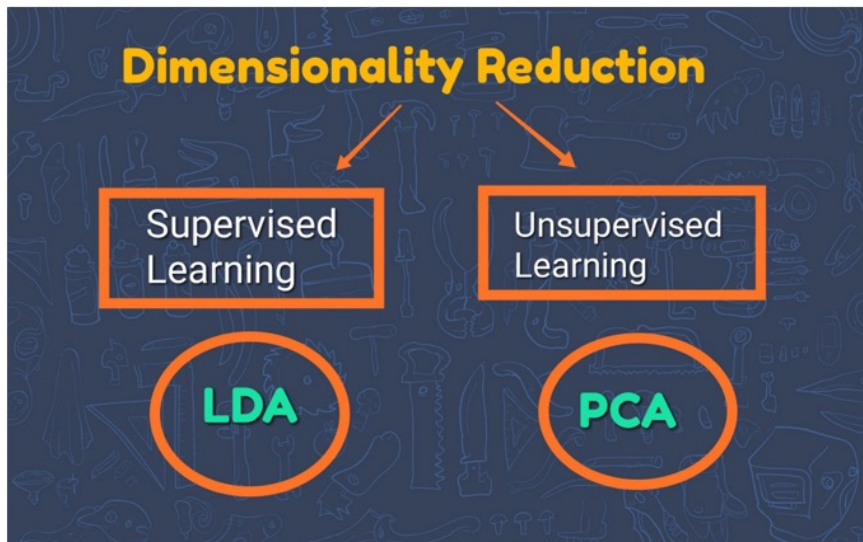 Dimensionality Reduction
Supervised
Learning
Unsupervised
Learning
LDA
PCA